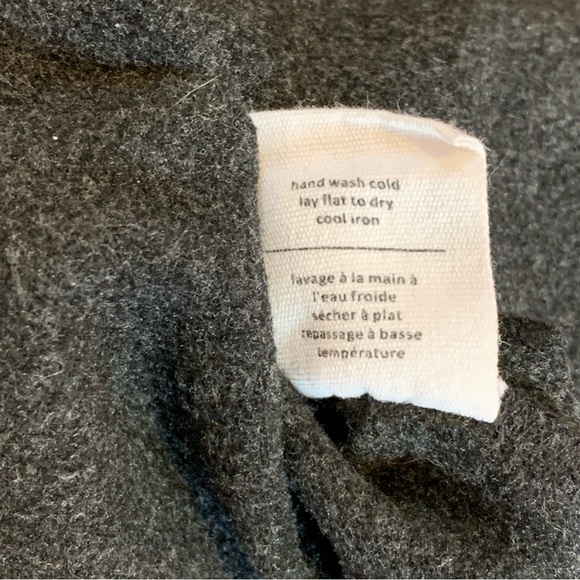 hand wash cold
lay flat to dry
cool iron
lavage à la main à
l'eau froide
sécher à plat
repassage à basse
température